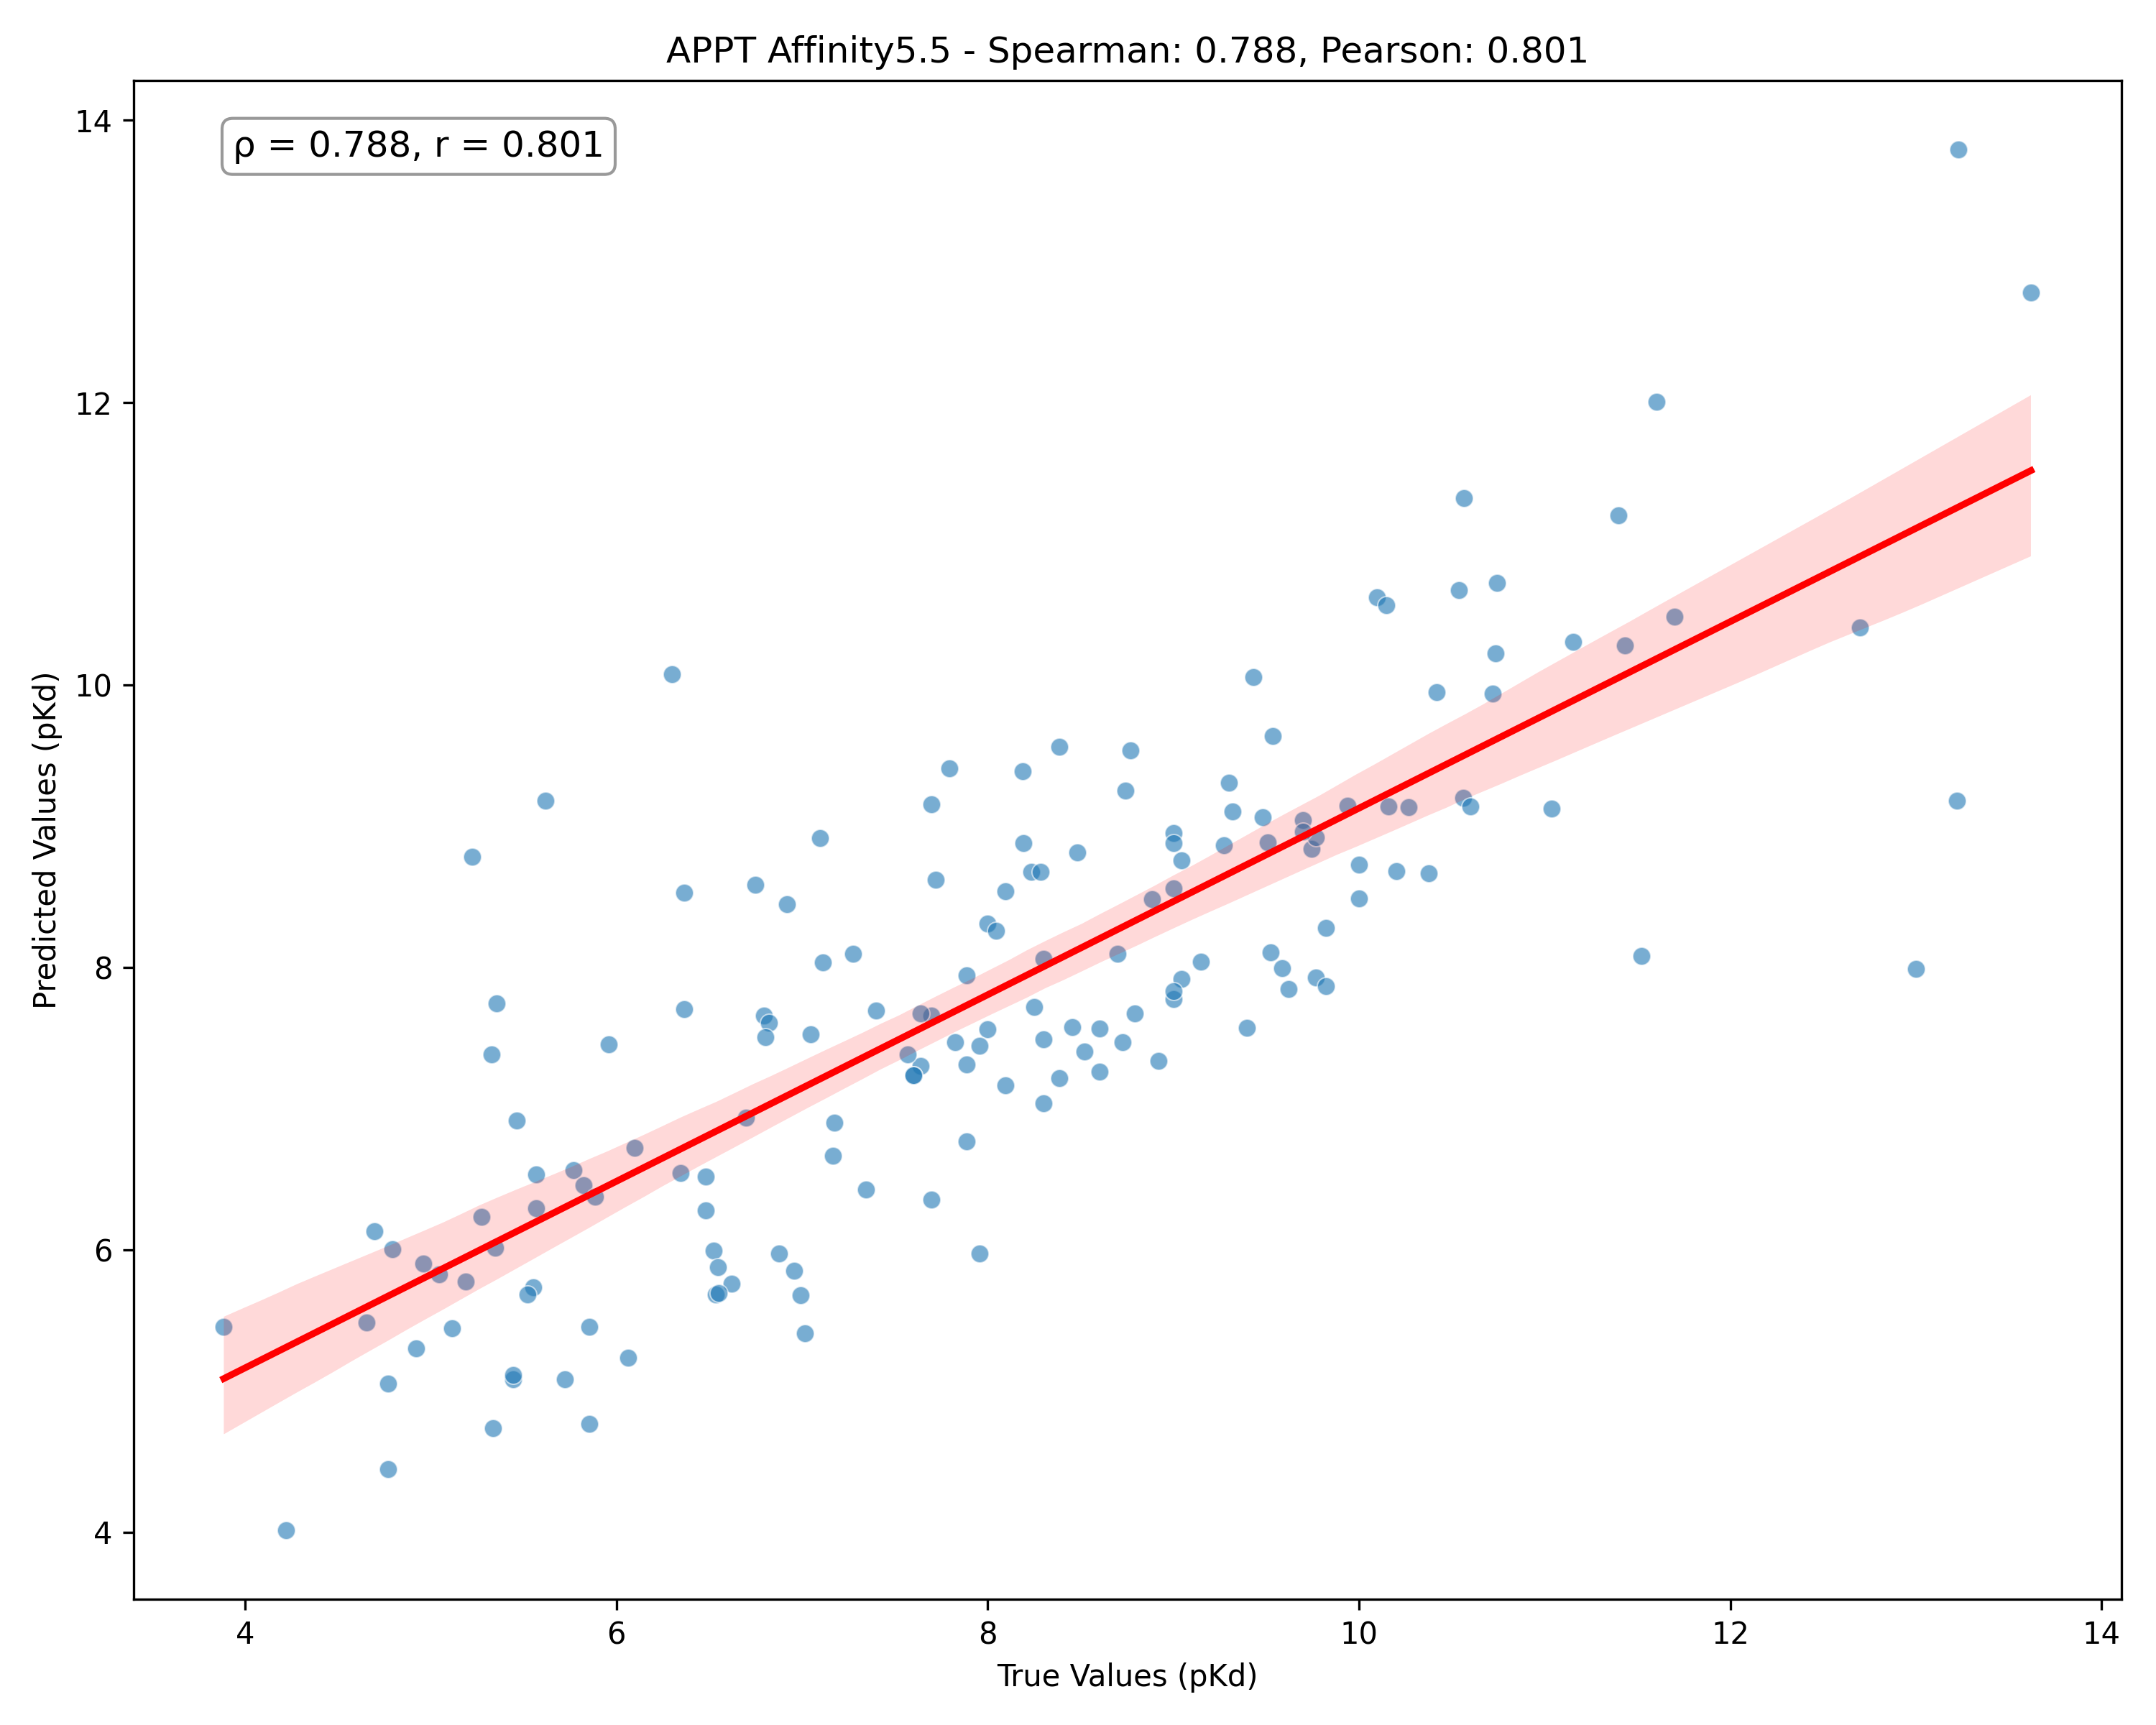 APPT Affinity5.5 - Spearman: 0.788, Pearson: 0.801
ρ = 0.788, r = 0.801
14
12
10
8
6
4
Predicted Values (pKd)
4 6 8 10 12 14
True Values (pKd)